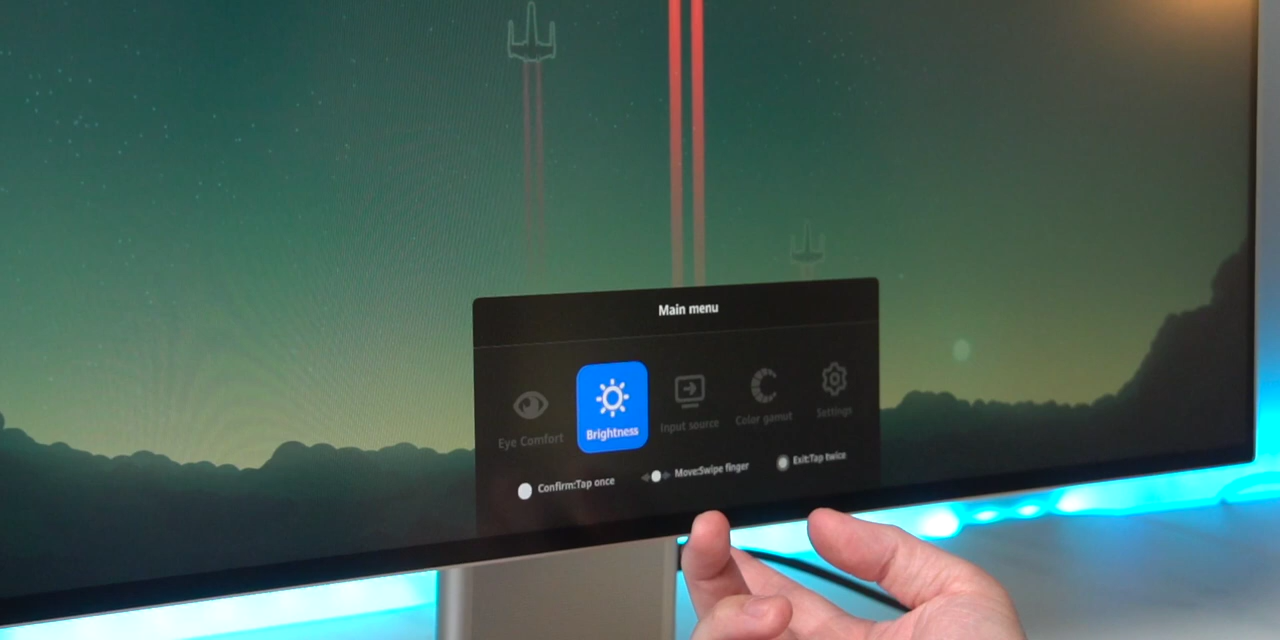 Main menu
Eye Comfort
Brightness
Input source
Color gamut
Settings
Confirm:Tap once
Move:Swipe finger
Exit:Tap twice